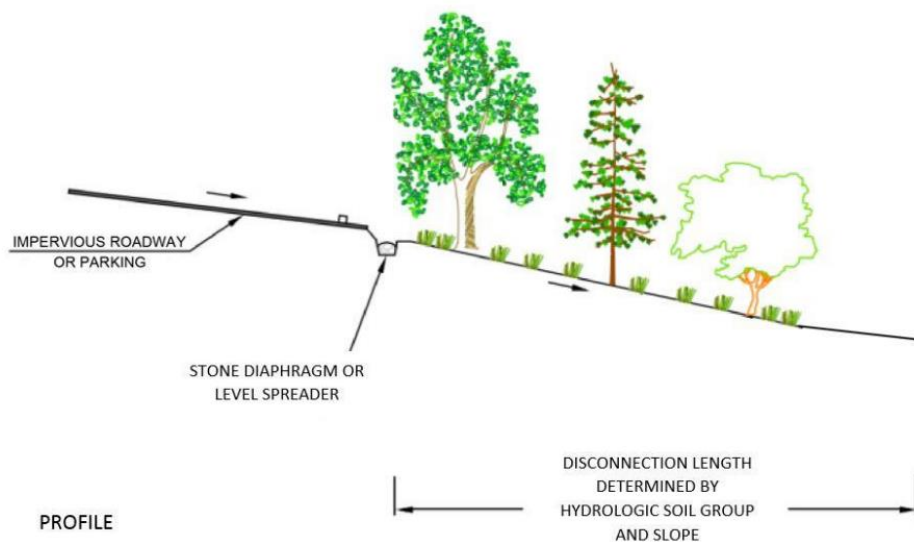 IMPERVIOUS ROADWAY
OR PARKING
STONE DIAPHRAGM OR
LEVEL SPREADER
DISCONNECTION LENGTH
DETERMINED BY
HYDROLOGIC SOIL GROUP
AND SLOPE
PROFILE